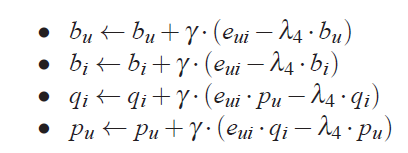 • b_u ← b_u + γ · (e_ui − λ_4 · b_u)
• b_i ← b_i + γ · (e_ui − λ_4 · b_i)
• q_i ← q_i + γ · (e_ui · p_u − λ_4 · q_i)
• p_u ← p_u + γ · (e_ui · q_i − λ_4 · p_u)